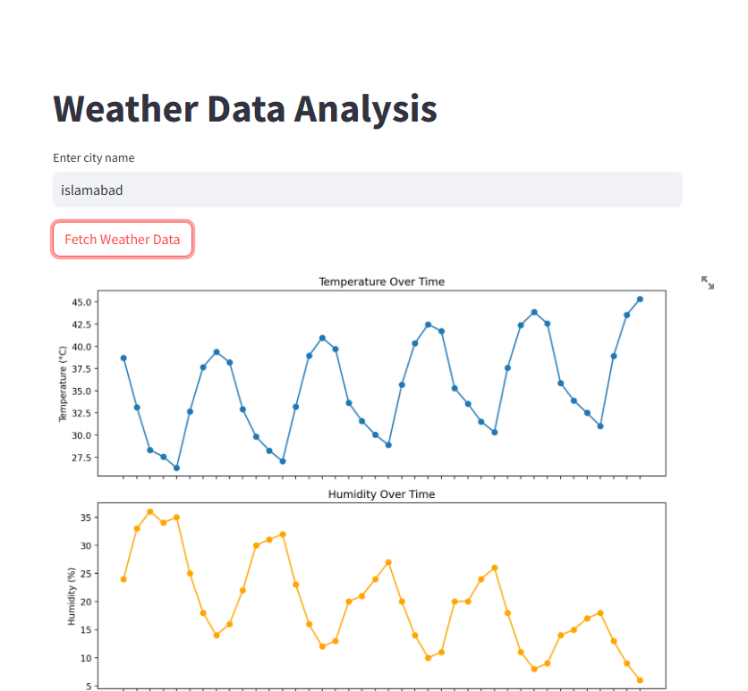 Weather Data Analysis
Enter city name
islamabad
Fetch Weather Data
Temperature Over Time
45.0
42.5
40.0
37.5
35.0
32.5
30.0
27.5
Temperature (°C)
Humidity Over Time
35
30
25
20
15
10
5
Humidity (%)